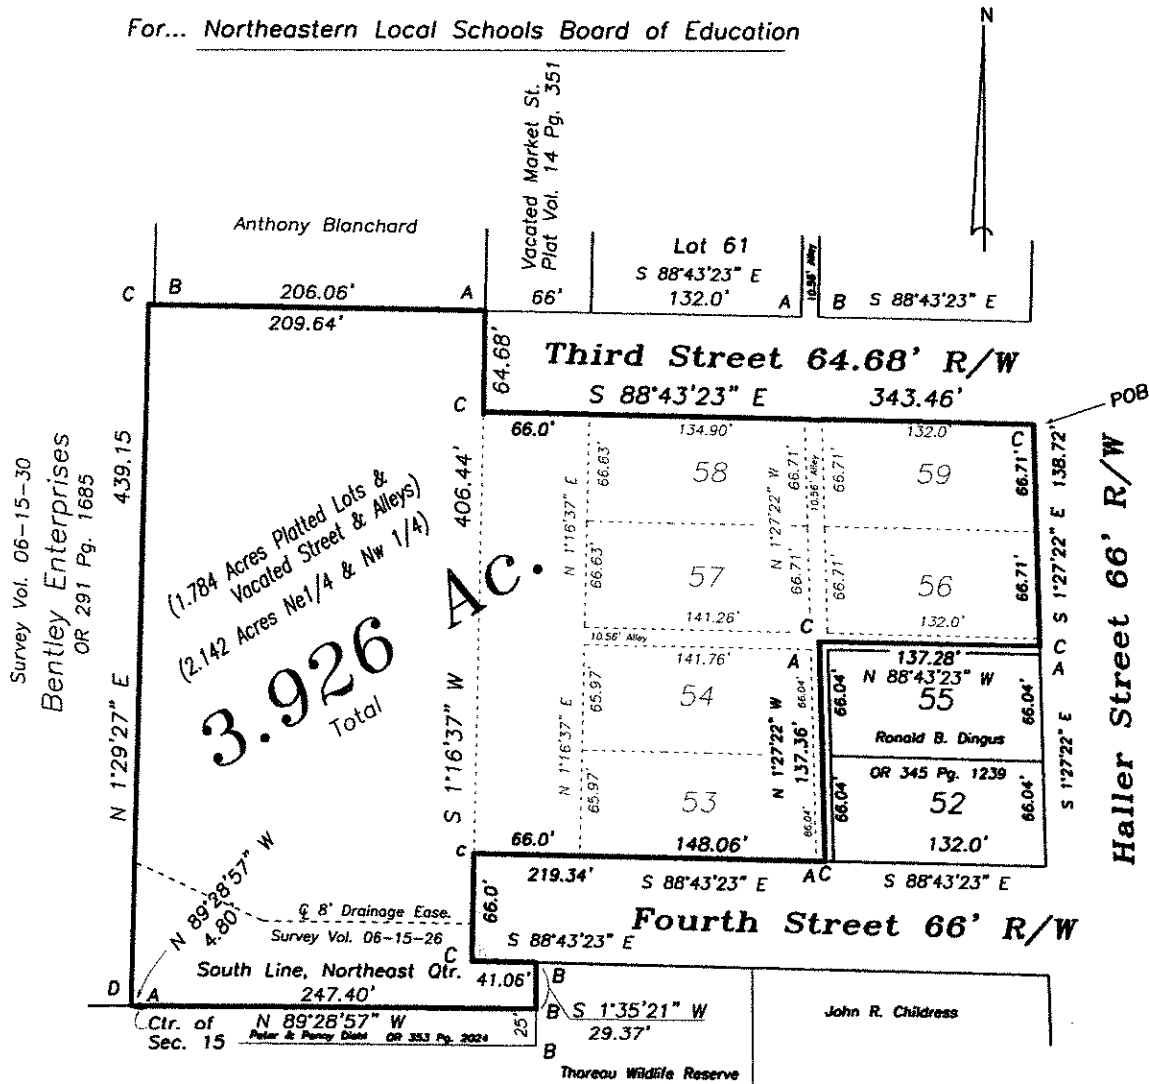 For... Northeastern Local Schools Board of Education
N
Vacated Market St.
Plat Vol. 14 Pg. 351
Anthony Blanchard
Lot 61
S 88°43'23" E
10.56' Alley
C
B
206.06'
A
66'
132.0'
A
B
S 88°43'23" E
209.64'
64.68'
Third Street 64.68' R/W
S 88°43'23" E
343.46'
POB
C
66.0'
134.90'
132.0'
C
138.72'
Survey Vol. 06-15-30
Bentley Enterprises
OR 291 Pg. 1685
439.15
N 1°29'27" E
(1.784 Acres Platted Lots &
Vacated Street & Alleys)
(2.142 Acres Ne1/4 & Nw 1/4)
3.926 Ac.
Total
406.44'
S 1°16'37" W
N 1°16'37" E
66.63'
58
N 1°27'22" W
66.71'
10.56' Alley
66.71'
59
66.71'
S 1°27'22" E
Haller Street 66' R/W
66.63'
57
66.71'
66.71'
56
66.71'
141.26'
C
132.0'
10.56' Alley
C
141.76'
A
137.28'
A
N 88°43'23" W
N 1°16'37" E
65.97'
54
N 1°27'22" W
137.36'
66.04'
66.04'
55
66.04'
Ronald B. Dingus
S 1°27'22" E
OR 345 Pg. 1239
65.97'
53
66.04'
66.04'
52
66.04'
C
66.0'
148.06'
132.0'
219.34'
S 88°43'23" E
A
C
S 88°43'23" E
N 89°28'57" W
4.80'
66.0'
℄ 8' Drainage Ease.
Survey Vol. 06-15-26
Fourth Street 66' R/W
S 88°43'23" E
C
South Line, Northeast Qtr.
41.06'
B
D
A
247.40'
B
S 1°35'21" W
John R. Childress
Ctr. of
Sec. 15
N 89°28'57" W
25'
29.37'
OR 353 Pg. 2024
B
Thoreau Wildlife Reserve